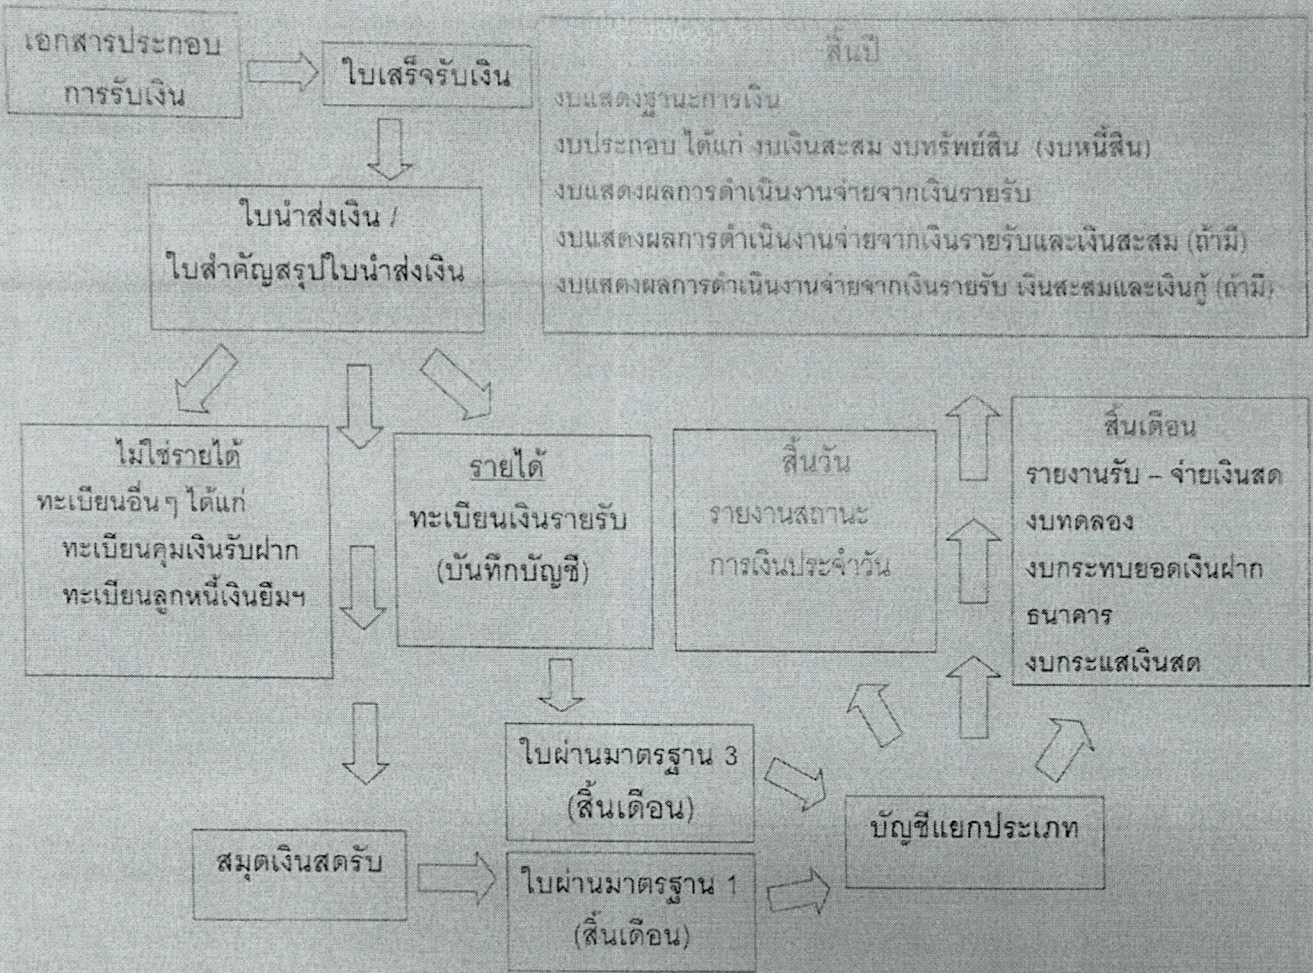 เอกสารประกอบ
การรับเงิน
ใบเสร็จรับเงิน
ใบนำส่งเงิน /
ใบสำคัญสรุปใบนำส่งเงิน
สิ้นปี
งบแสดงฐานะการเงิน
งบประกอบ ได้แก่ งบเงินสะสม งบทรัพย์สิน (งบหนี้สิน)
งบแสดงผลการดำเนินงานจ่ายจากเงินรายรับ
งบแสดงผลการดำเนินงานจ่ายจากเงินรายรับและเงินสะสม (ถ้ามี)
งบแสดงผลการดำเนินงานจ่ายจากเงินรายรับ เงินสะสมและเงินกู้ (ถ้ามี)
ไม่ใช่รายได้
ทะเบียนอื่นๆ ได้แก่
ทะเบียนคุมเงินรับฝาก
ทะเบียนลูกหนี้เงินยืมฯ
รายได้
ทะเบียนเงินรายรับ
(บันทึกบัญชี)
สิ้นวัน
รายงานสถานะ
การเงินประจำวัน
สิ้นเดือน
รายงานรับ – จ่ายเงินสด
งบทดลอง
งบกระทบยอดเงินฝาก
ธนาคาร
งบกระแสเงินสด
ใบผ่านมาตรฐาน 3
(สิ้นเดือน)
สมุดเงินสดรับ
ใบผ่านมาตรฐาน 1
(สิ้นเดือน)
บัญชีแยกประเภท